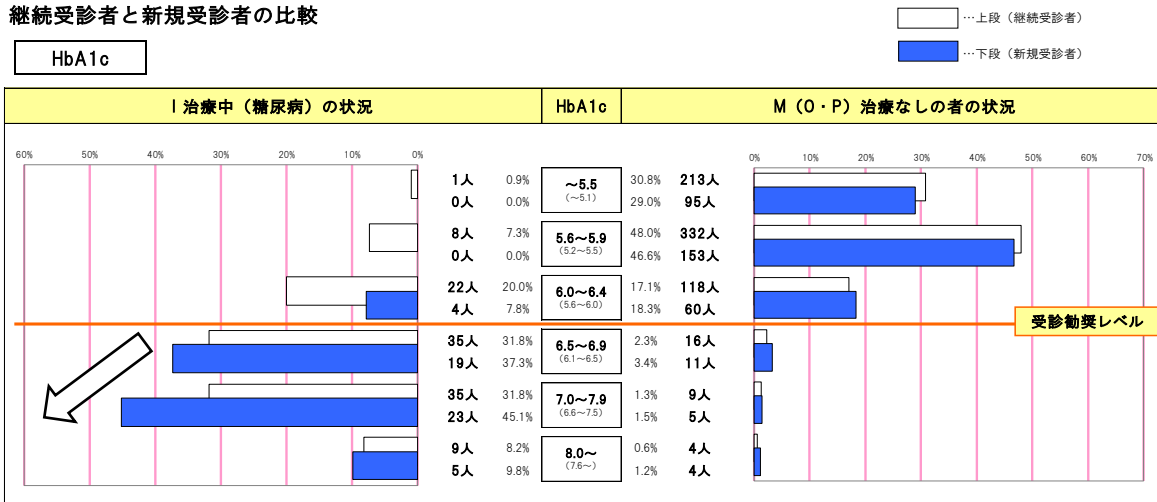 継続受診者と新規受診者の比較
…上段（継続受診者）
HbA1c
…下段（新規受診者）
Ⅰ治療中（糖尿病）の状況 HbA1c M（O・P）治療なしの者の状況
60% 50% 40% 30% 20% 10% 0% 0% 10% 20% 30% 40% 50% 60% 70%
1人 0.9% ～5.5 30.8% 213人
0人 0.0% （～5.1） 29.0% 95人
8人 7.3% 5.6～5.9 48.0% 332人
0人 0.0% （5.2～5.5） 46.6% 153人
22人 20.0% 6.0～6.4 17.1% 118人
4人 7.8% （5.6～6.0） 18.3% 60人
受診勧奨レベル
35人 31.8% 6.5～6.9 2.3% 16人
19人 37.3% （6.1～6.5） 3.4% 11人
35人 31.8% 7.0～7.9 1.3% 9人
23人 45.1% （6.6～7.5） 1.5% 5人
9人 8.2% 8.0～ 0.6% 4人
5人 9.8% （7.6～） 1.2% 4人